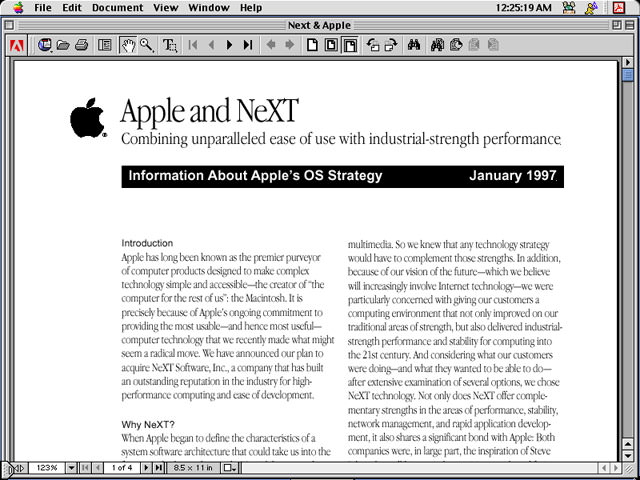 File Edit Document View Window Help 12:25:19 AM
Next & Apple
Apple and NeXT
Combining unparalleled ease of use with industrial-strength performance
Information About Apple's OS Strategy January 1997
Introduction
Apple has long been known as the premier purveyor
of computer products designed to make complex
technology simple and accessible—the creator of "the
computer for the rest of us": the Macintosh. It is
precisely because of Apple's ongoing commitment to
providing the most usable—and hence most useful—
computer technology that we recently made what might
seem a radical move. We have announced our plan to
acquire NeXT Software, Inc., a company that has built
an outstanding reputation in the industry for high-
performance computing and ease of development.
Why NeXT?
When Apple began to define the characteristics of a
system software architecture that could take us into the
multimedia. So we knew that any technology strategy
would have to complement those strengths. In addition,
because of our vision of the future—which we believe
will increasingly involve Internet technology—we were
particularly concerned with giving our customers a
computing environment that not only improved on our
traditional areas of strength, but also delivered industrial-
strength performance and stability for computing into
the 21st century. And considering what our customers
were doing—and what they wanted to be able to do—
after extensive examination of several options, we chose
NeXT technology. Not only does NeXT offer comple-
mentary strengths in the areas of performance, stability,
network management, and rapid application develop-
ment, it also shares a significant bond with Apple: Both
companies were, in large part, the inspiration of Steve
123% 1 of 4 8.5 × 11 in